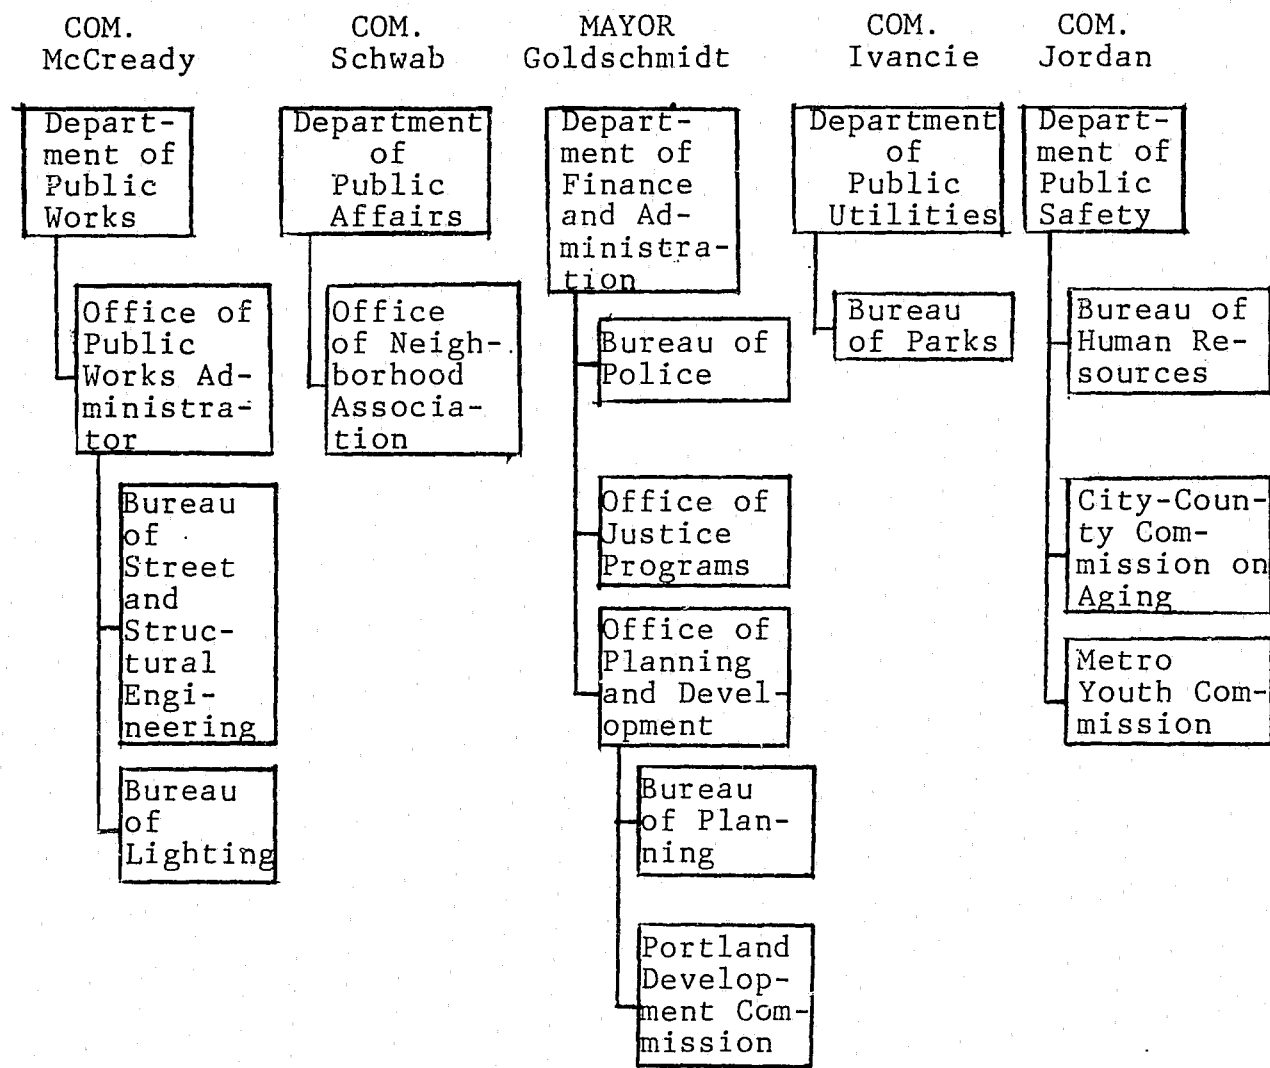 COM.
McCready
Depart-
ment of
Public
Works
Office of
Public
Works Ad-
ministra-
tor
Bureau
of
Street
and
Struc-
tural
Engi-
neering
Bureau
of
Lighting
COM.
Schwab
Department
of
Public
Affairs
Office
of Neigh-
borhood
Associa-
tion
MAYOR
Goldschmidt
Depart-
ment of
Finance
and Ad-
ministra-
tion
Bureau of
Police
Office of
Justice
Programs
Office of
Planning
and Devel-
opment
Bureau
of Plan-
ning
Portland
Develop-
ment Com-
mission
COM.
Ivancie
Department
of
Public
Utilities
Bureau
of Parks
COM.
Jordan
Depart-
ment of
Public
Safety
Bureau of
Human Re-
sources
City-Coun-
ty Com-
mission on
Aging
Metro
Youth Com-
mission